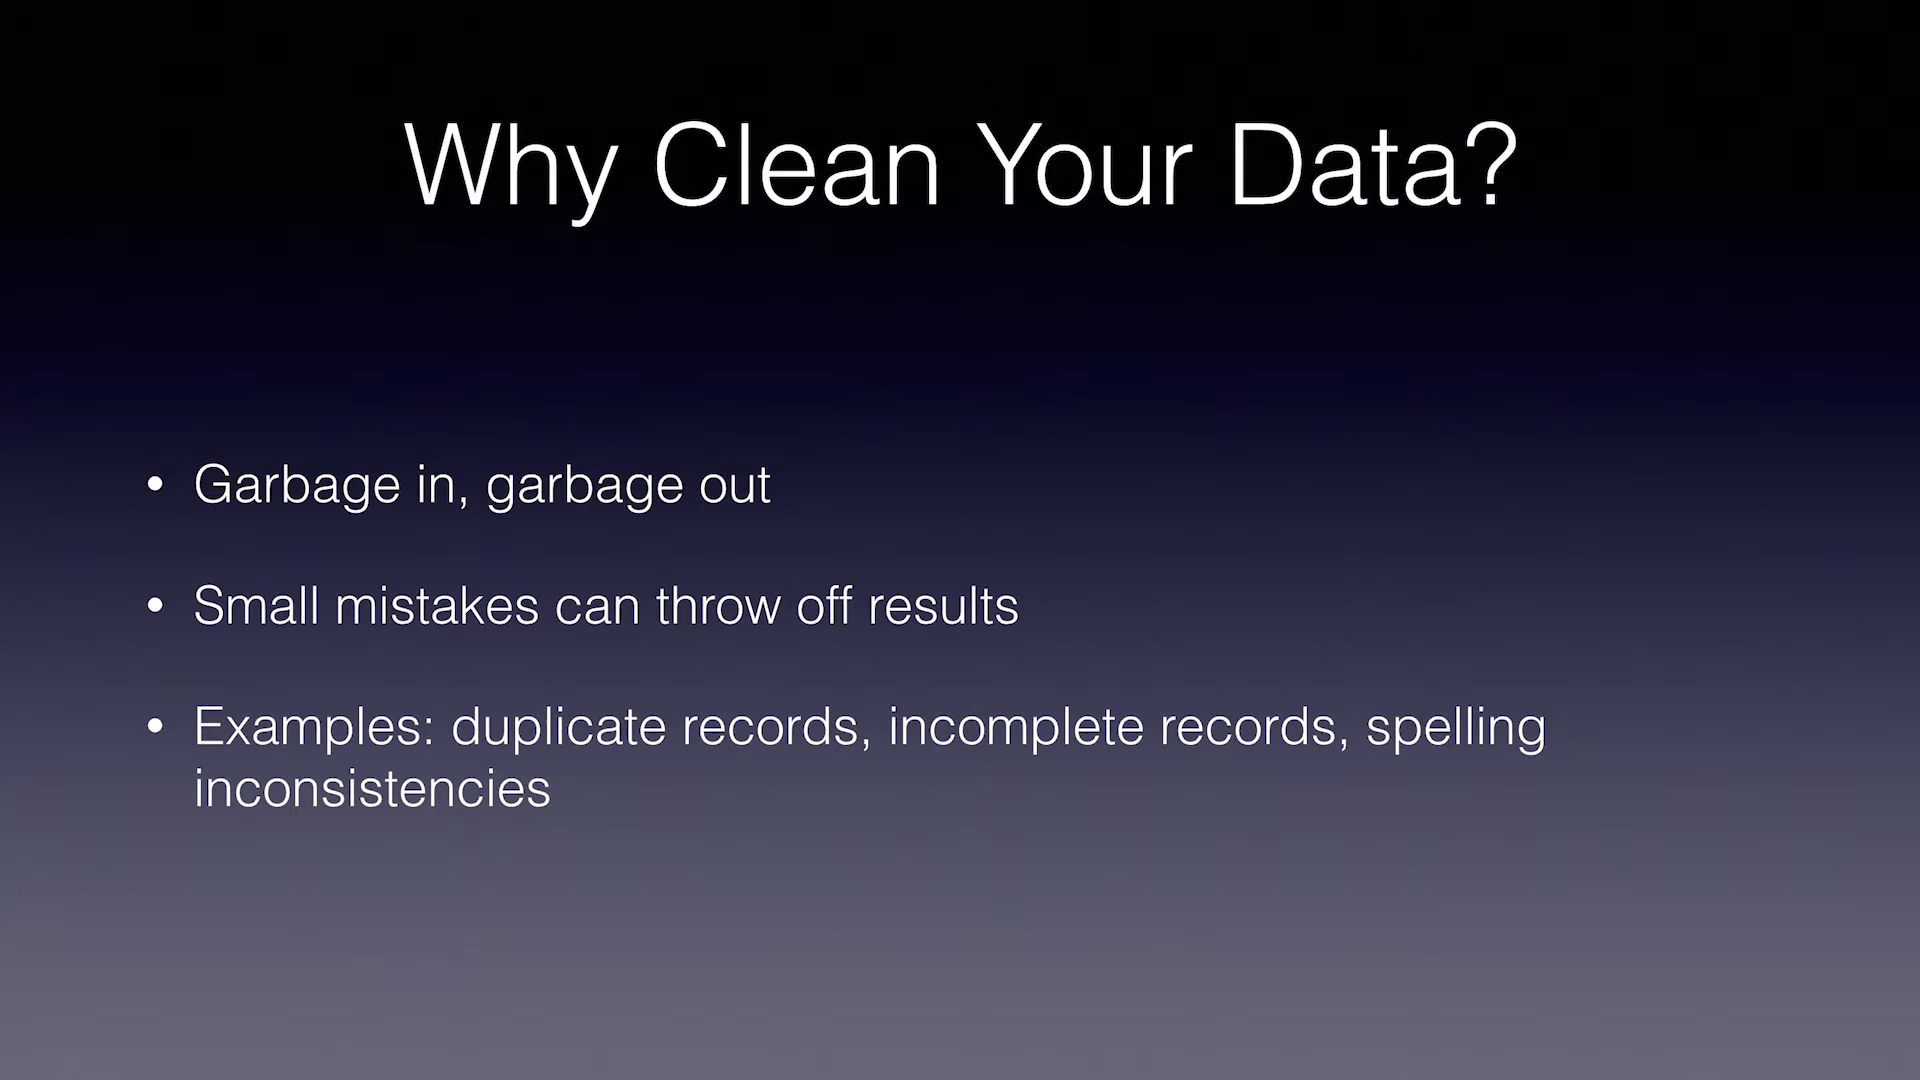 Why Clean Your Data?
• Garbage in, garbage out
• Small mistakes can throw off results
• Examples: duplicate records, incomplete records, spelling
inconsistencies